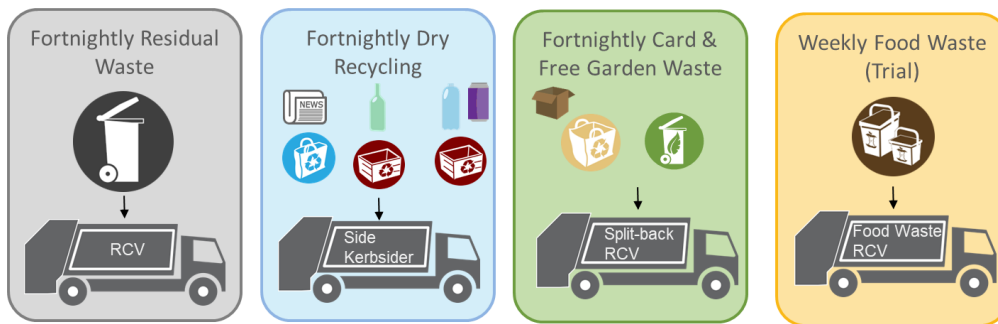 Fortnightly Residual
Waste
RCV
Fortnightly Dry
Recycling
NEWS
Side
Kerbsider
Fortnightly Card &
Free Garden Waste
Split-back
RCV
Weekly Food Waste
(Trial)
Food Waste
RCV